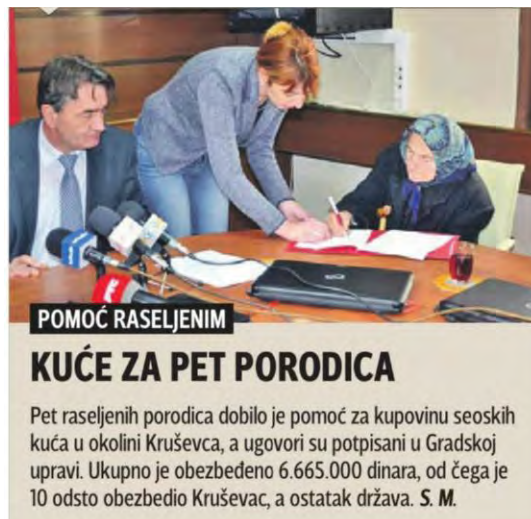 POMOĆ RASELJENIM
KUĆE ZA PET PORODICA
Pet raseljenih porodica dobilo je pomoć za kupovinu seoskih
kuća u okolini Kruševca, a ugovori su potpisani u Gradskoj
upravi. Ukupno je obezbeđeno 6.665.000 dinara, od čega je
10 odsto obezbedio Kruševac, a ostatak država. S. M.